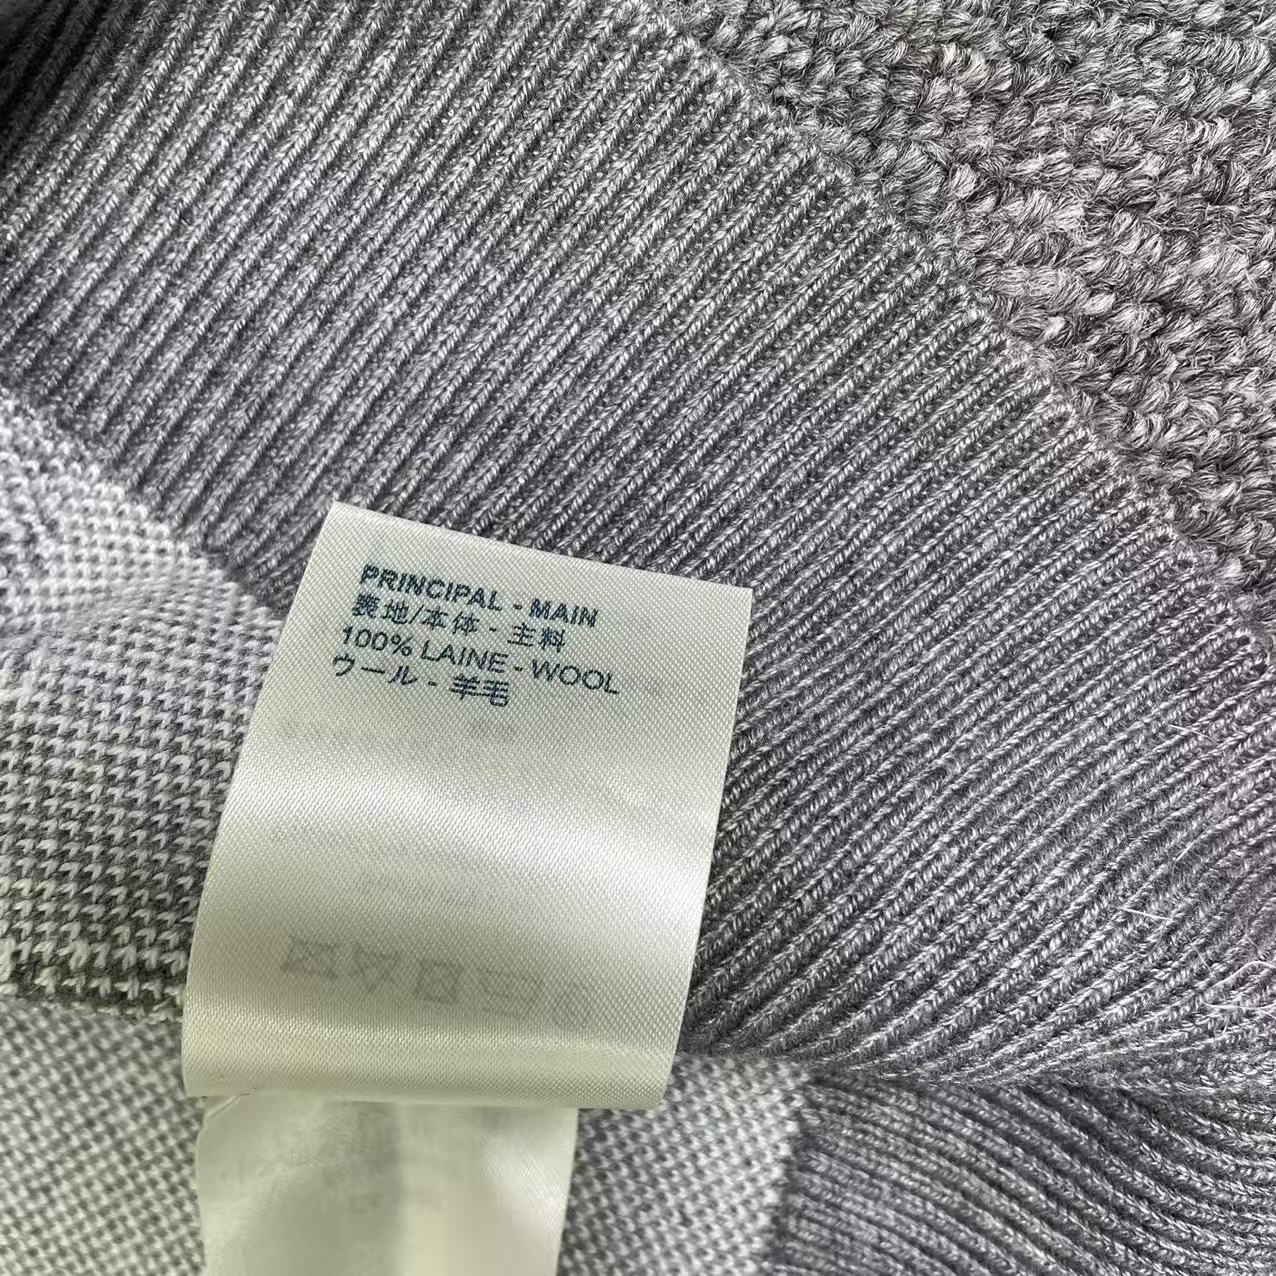 PRINCIPAL - MAIN
表地/本体 - 主料
100% LAINE - WOOL
ウール - 羊毛